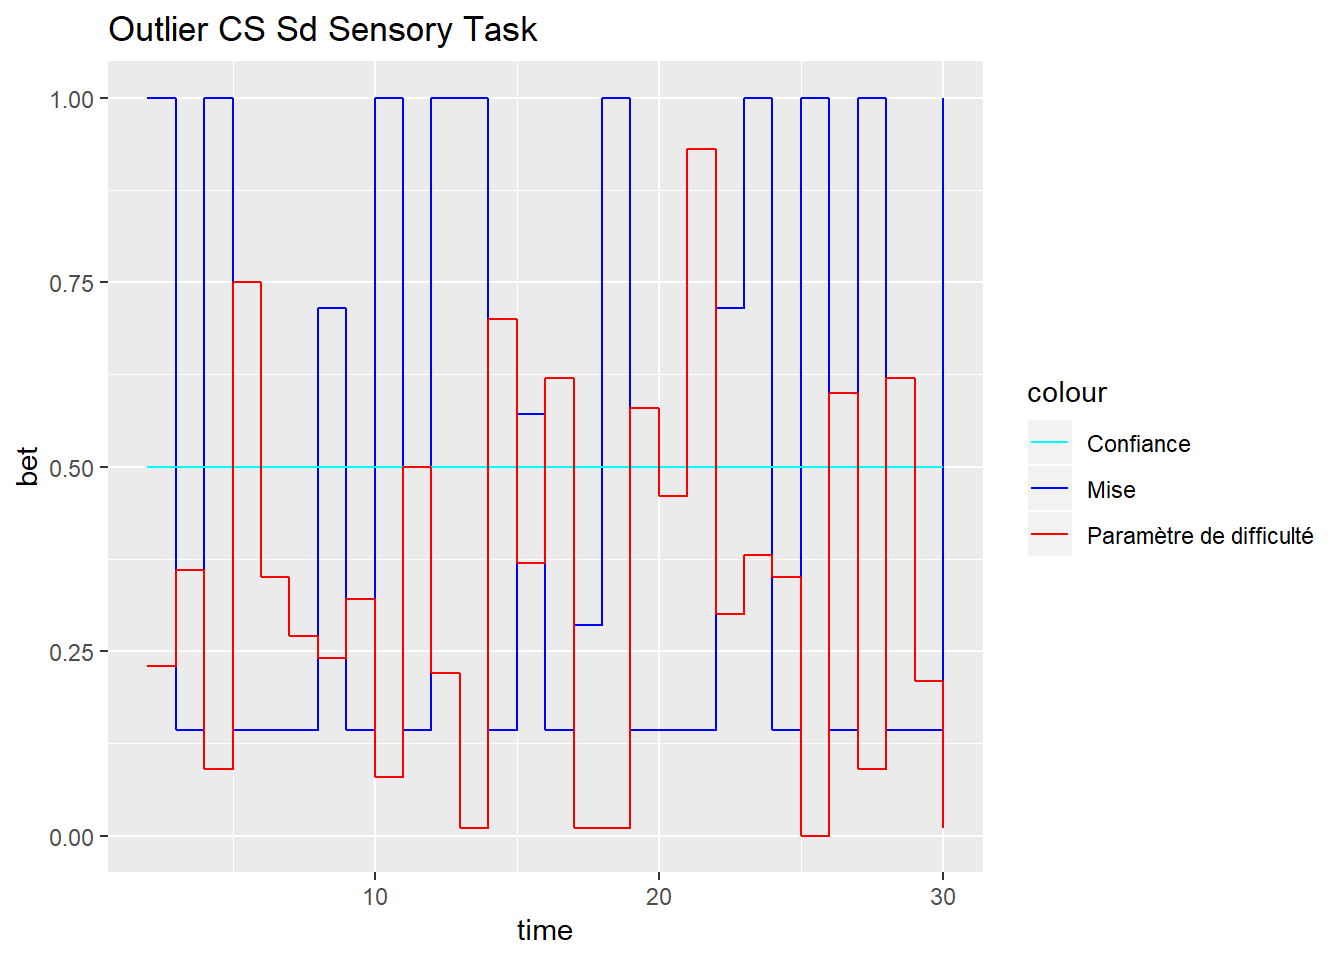 Outlier CS Sd Sensory Task
1.00
0.75
0.50
0.25
0.00
bet
10
20
30
time
colour
Confiance
Mise
Paramètre de difficulté